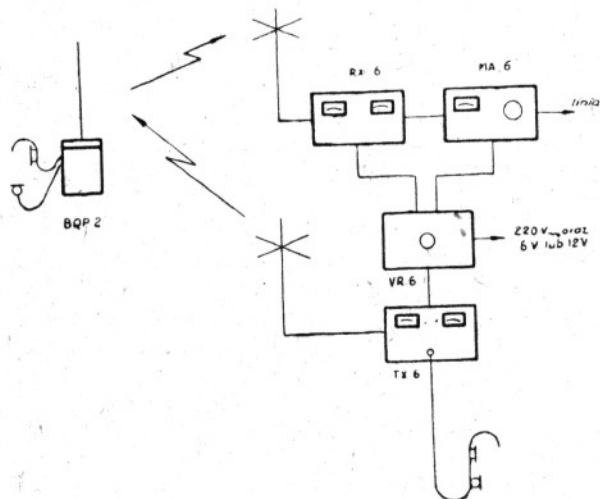 RX. 6
MA. 6
linia
BQP 2
220 V~ oraz
6 V lub 12V
VR. 6
TX 6